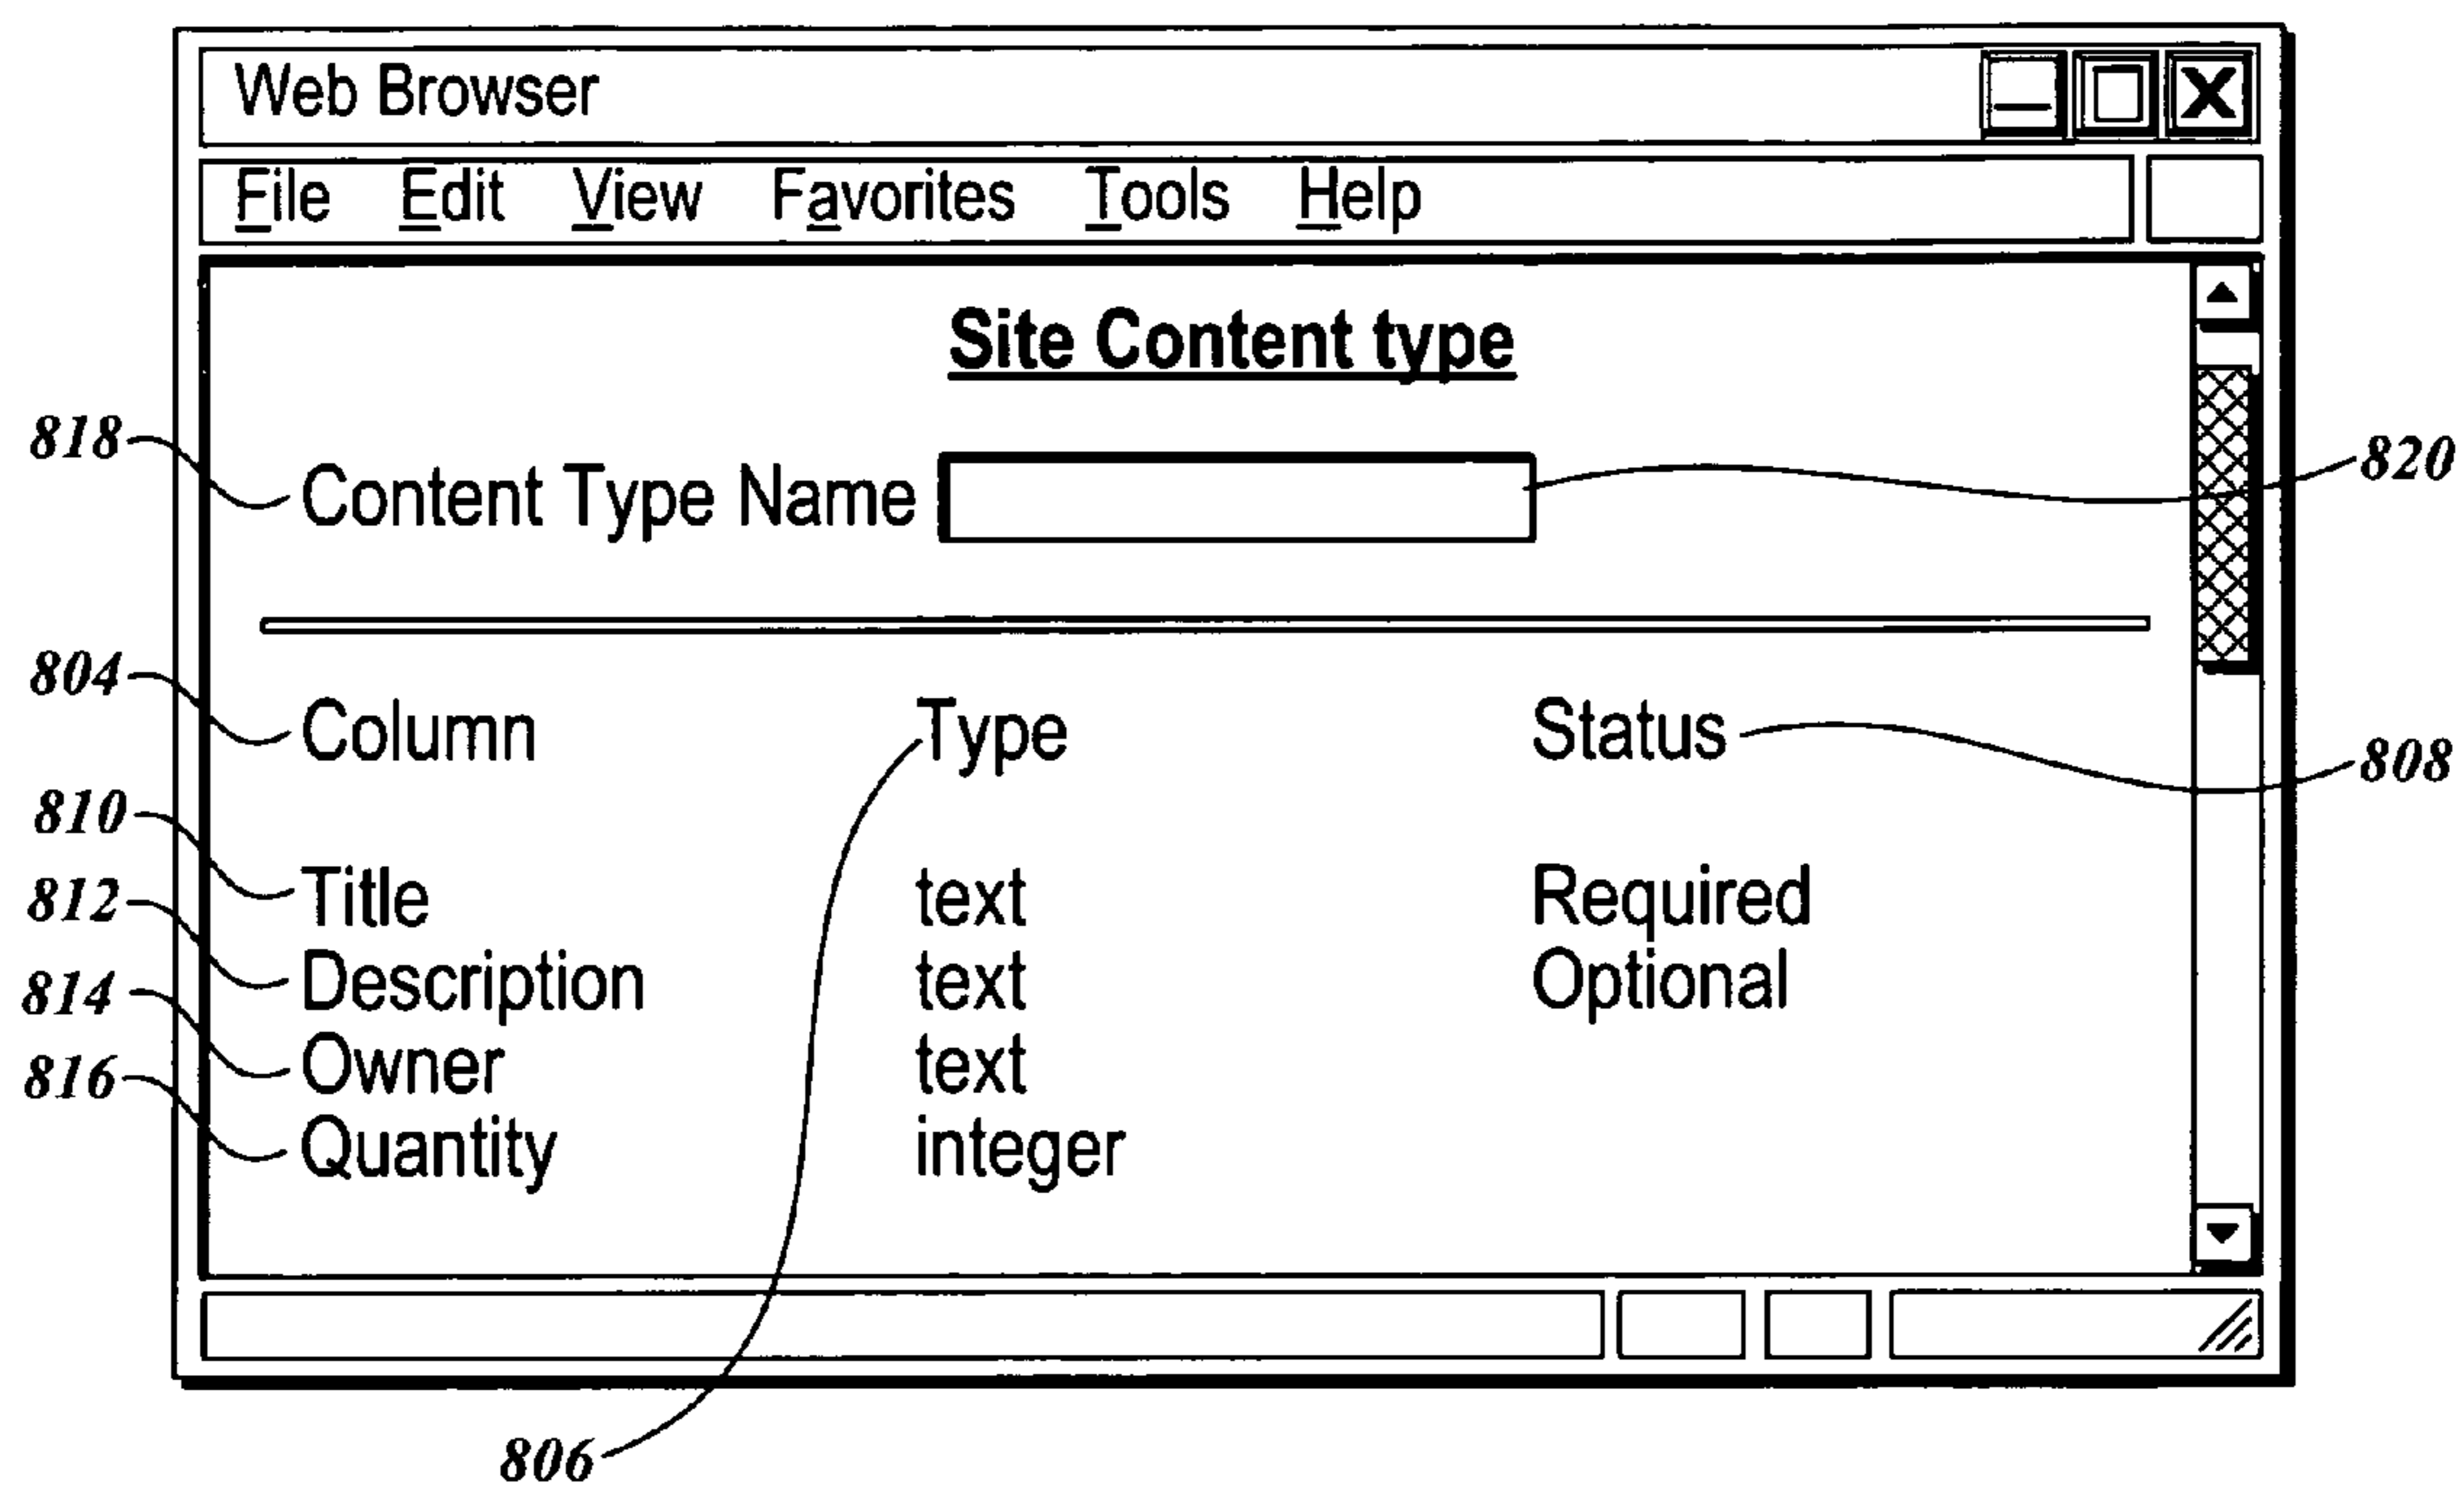 Web Browser
File Edit View Favorites Tools Help
Site Content type
818 Content Type Name 820
804 Column Type Status 808
810 Title text Required
812 Description text Optional
814 Owner text
816 Quantity integer
806